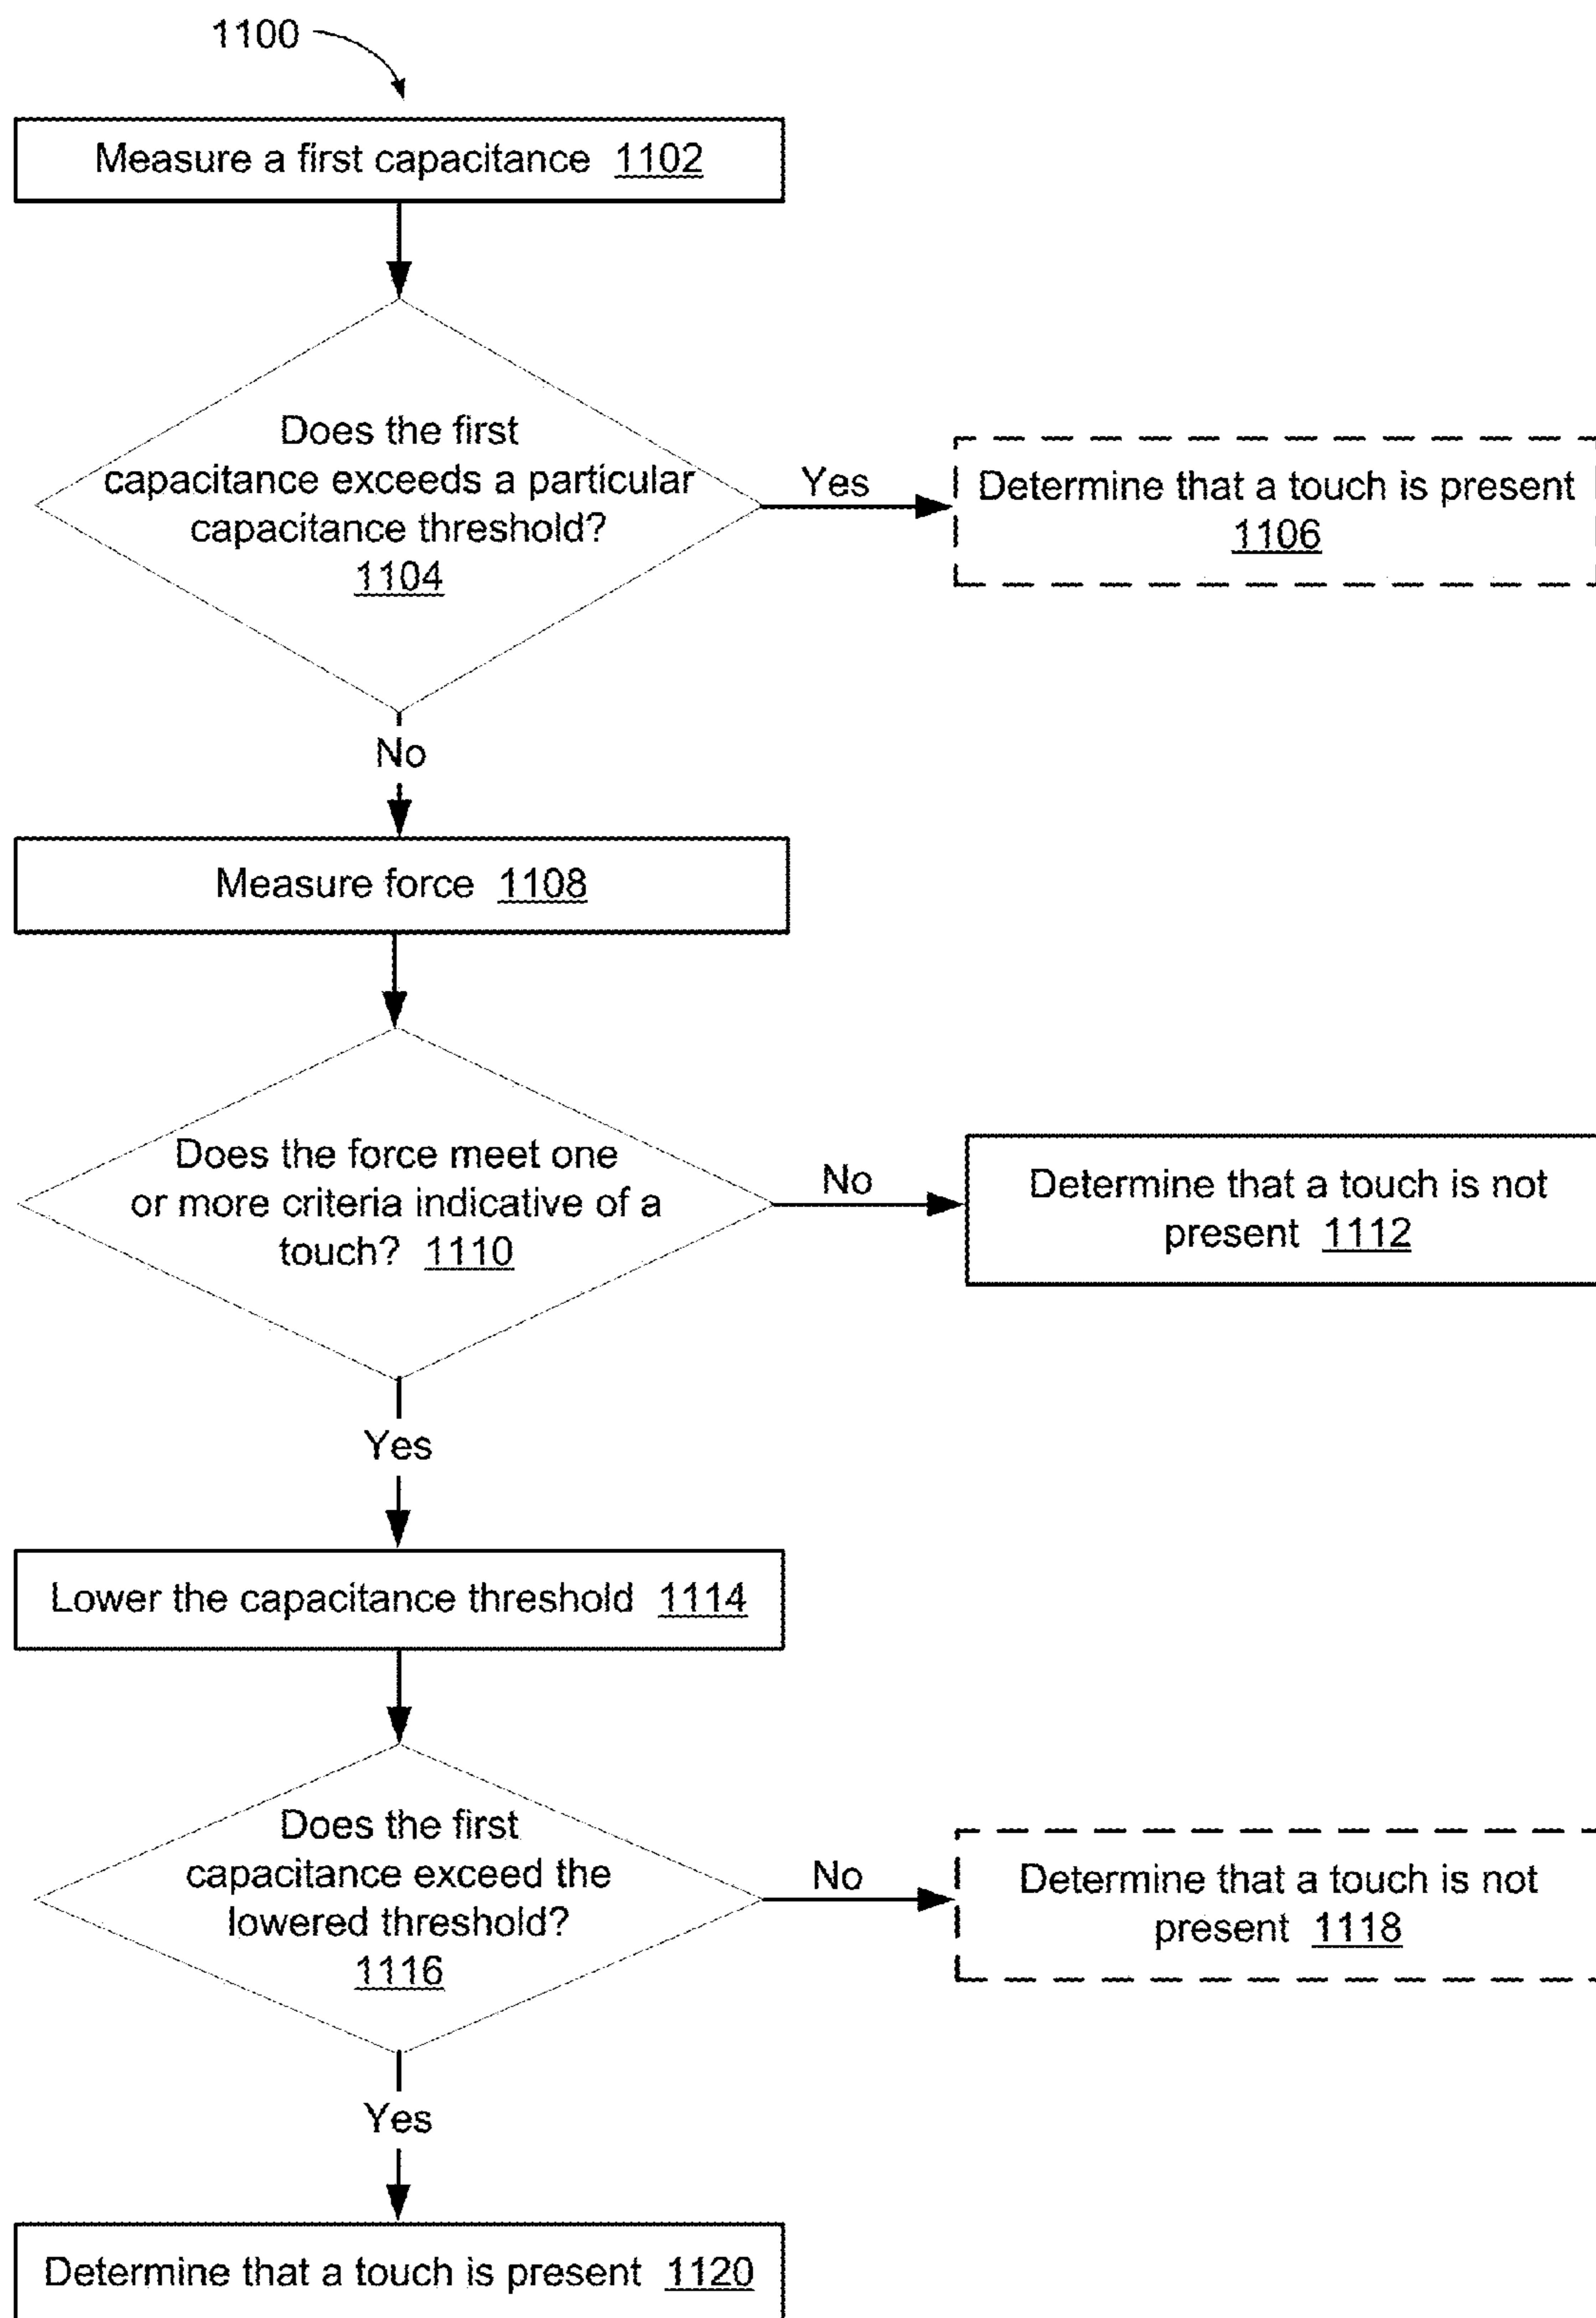 1100
Measure a first capacitance 1102
Does the first
capacitance exceeds a particular
capacitance threshold?
1104
Yes
Determine that a touch is present
1106
No
Measure force 1108
Does the force meet one
or more criteria indicative of a
touch? 1110
No
Determine that a touch is not
present 1112
Yes
Lower the capacitance threshold 1114
Does the first
capacitance exceed the
lowered threshold?
1116
No
Determine that a touch is not
present 1118
Yes
Determine that a touch is present 1120